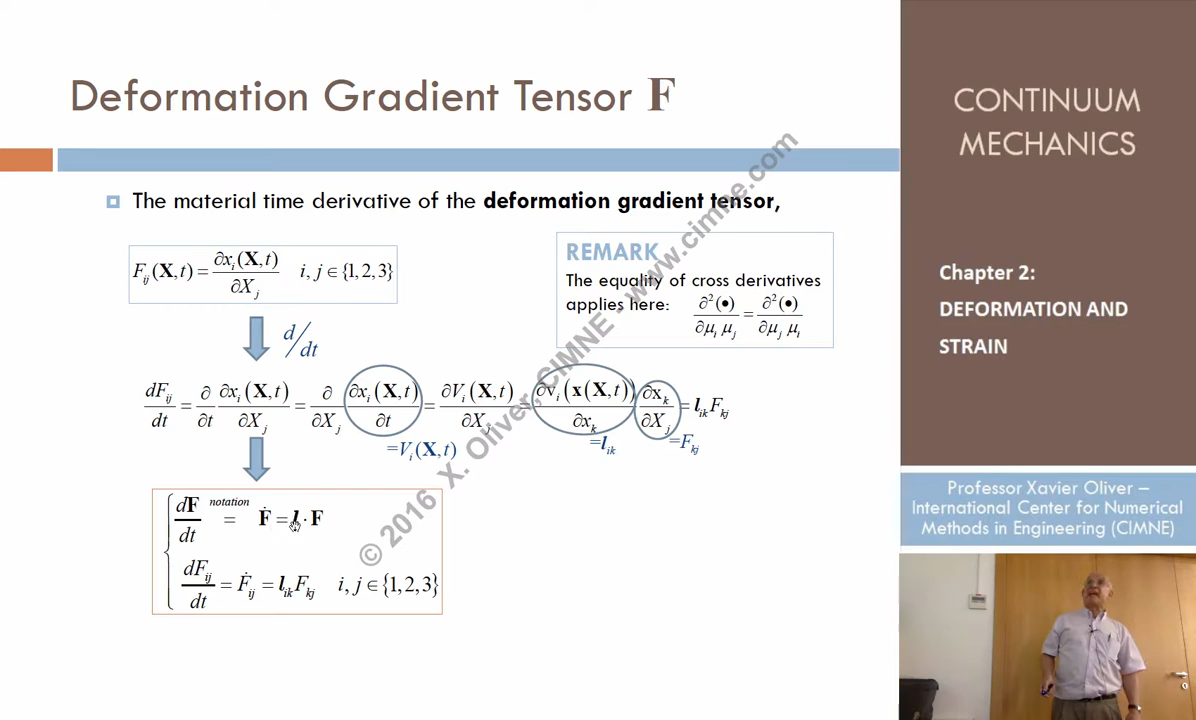 Deformation Gradient Tensor F
The material time derivative of the deformation gradient tensor,
F_ij(X,t) = ∂x_i(X,t)/∂X_j   i, j ∈ {1,2,3}
REMARK
The equality of cross derivatives
applies here: ∂²(•)/∂μ_i μ_j = ∂²(•)/∂μ_j μ_i
d/dt
dF_ij/dt = ∂/∂t ∂x_i(X,t)/∂X_j = ∂/∂X_j ∂x_i(X,t)/∂t = ∂V_i(X,t)/∂X_j = ∂v_i(x(X,t))/∂x_k ∂x_k/∂X_j = l_ik F_kj
=V_i(X,t)
=l_ik
=F_kj
dF/dt notation = Ḟ = l · F
dF_ij/dt = Ḟ_ij = l_ik F_kj   i, j ∈ {1,2,3}
© 2016 X. Oliver, CIMNE - www.cimne.com
CONTINUUM
MECHANICS
Chapter 2:
DEFORMATION AND
STRAIN
Professor Xavier Oliver –
International Center for Numerical
Methods in Engineering (CIMNE)